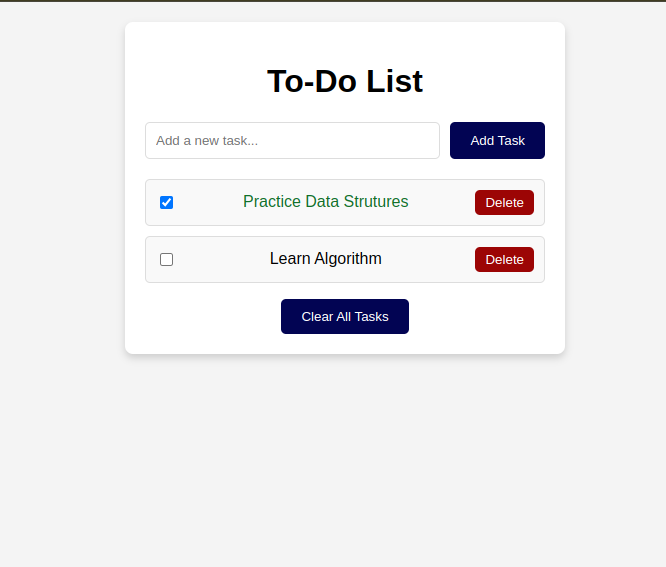 To-Do List
Add a new task...
Add Task
Practice Data Strutures
Delete
Learn Algorithm
Delete
Clear All Tasks